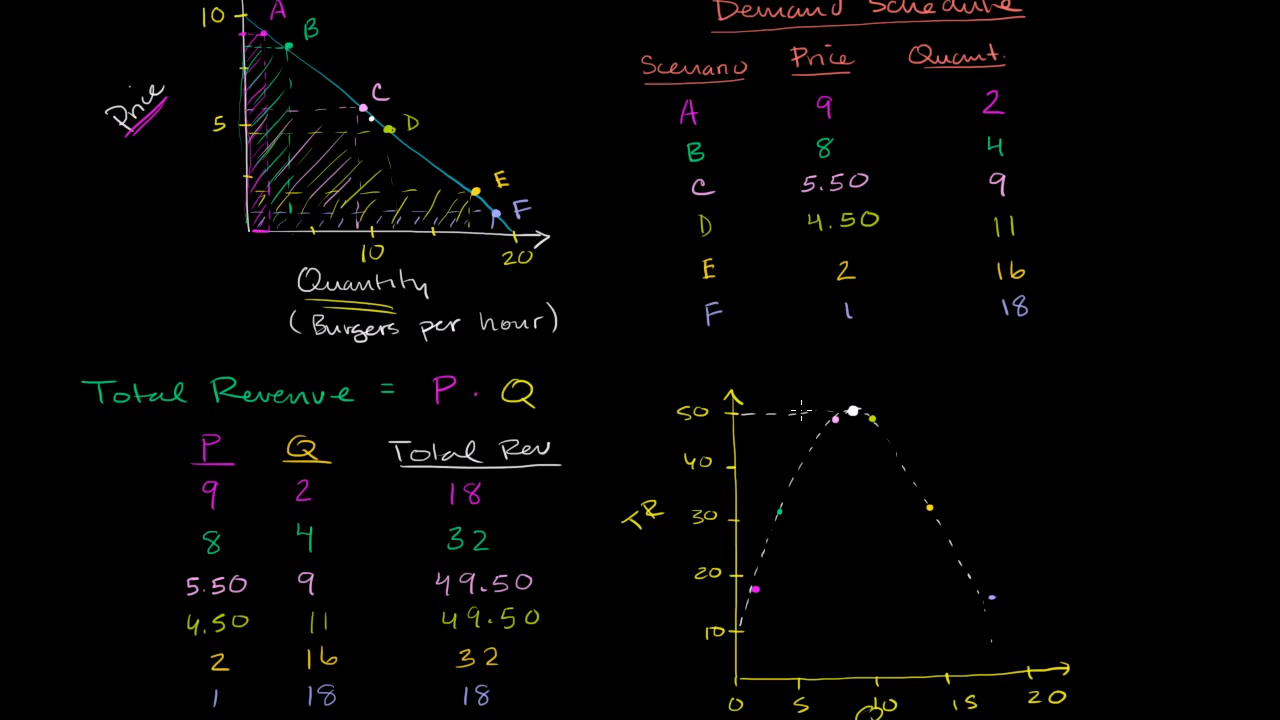 10
A
B
Price
C
5
D
E
F
10
20
Quantity
(Burgers per hour)
Demand Schedule
Scenario Price Quant.
A 9 2
B 8 4
C 5.50 9
D 4.50 11
E 2 16
F 1 18
Total Revenue = P · Q
P Q Total Rev
9 2 18
8 4 32
5.50 9 49.50
4.50 11 49.50
2 16 32
1 18 18
50
40
TR
30
20
10
0 5 10 15 20
Q